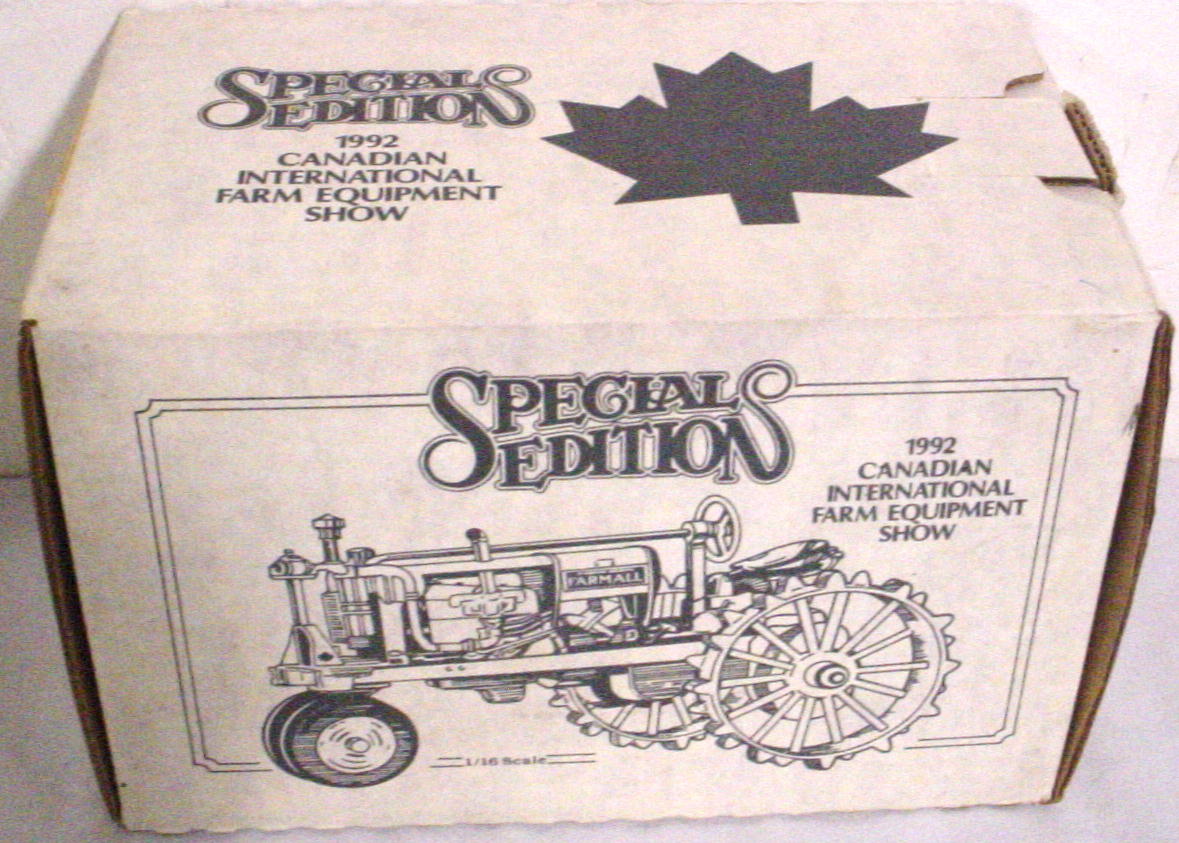 SPECIAL
EDITION
1992
CANADIAN
INTERNATIONAL
FARM EQUIPMENT
SHOW
SPECIAL
EDITION
1992
CANADIAN
INTERNATIONAL
FARM EQUIPMENT
SHOW
FARMALL
1/16 Scale